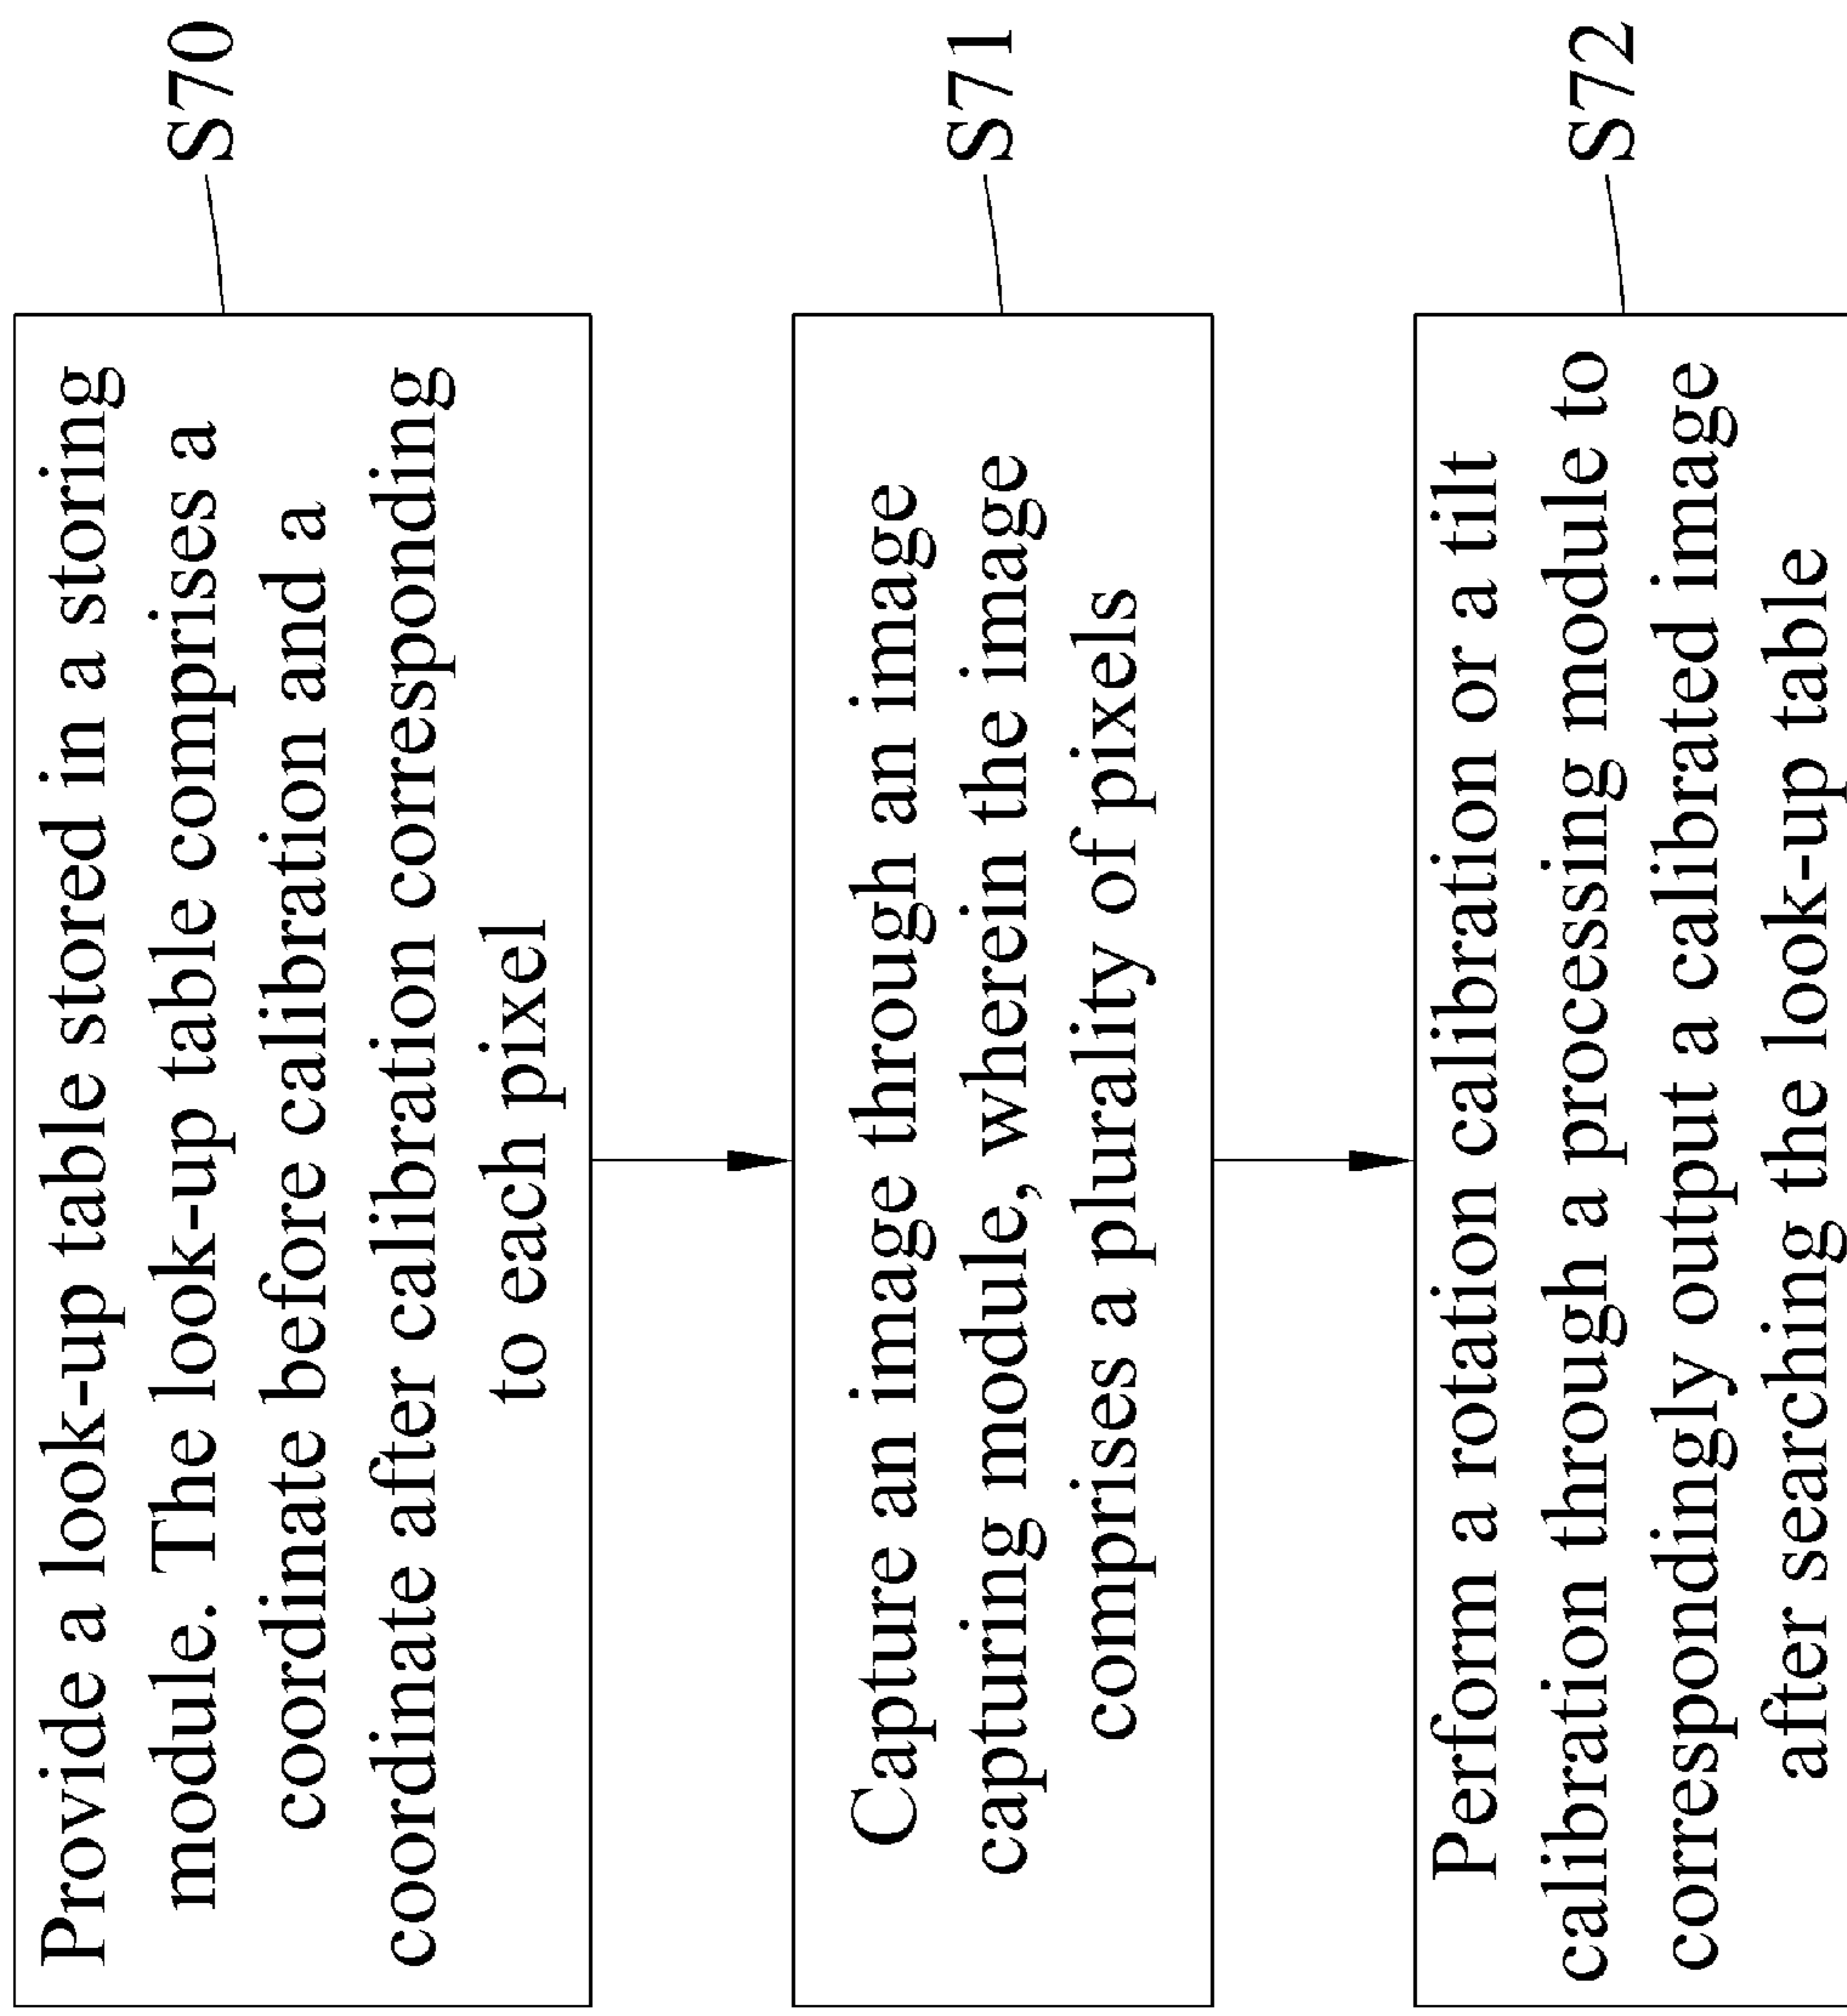 Provide a look-up table stored in a storing
module. The look-up table comprises a
coordinate before calibration and a
coordinate after calibration corresponding
to each pixel
S70
Capture an image through an image
capturing module, wherein the image
comprises a plurality of pixels
S71
Perform a rotation calibration or a tilt
calibration through a processing module to
correspondingly output a calibrated image
after searching the look-up table
S72